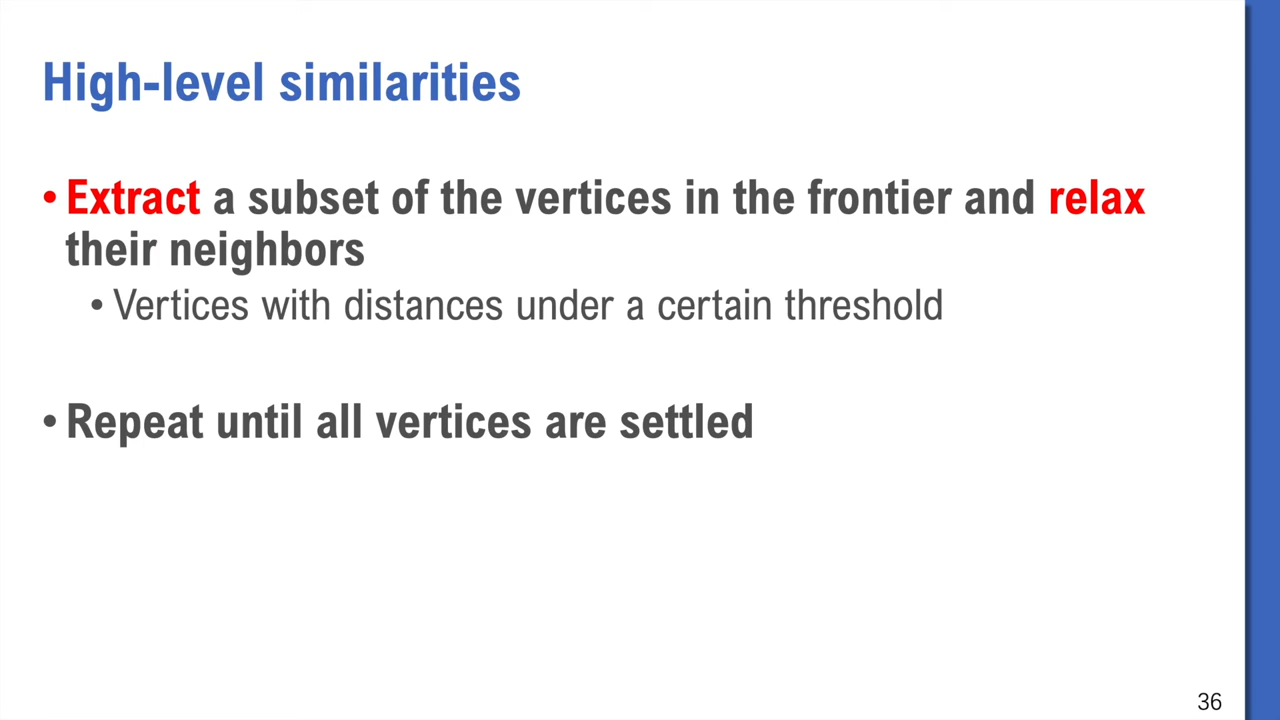 High-level similarities
• Extract a subset of the vertices in the frontier and relax
their neighbors
• Vertices with distances under a certain threshold
• Repeat until all vertices are settled
36